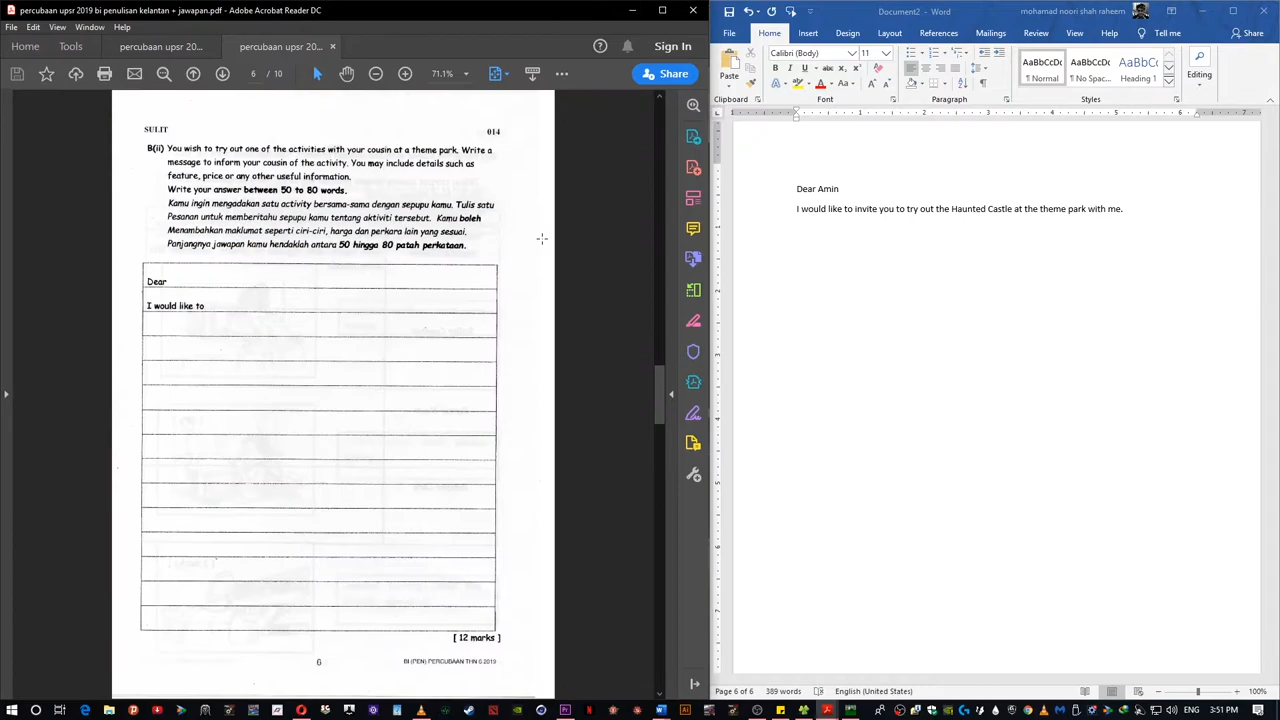 percubaan upsr 2019 bi penulisan kelantan + jawapan.pdf - Adobe Acrobat Reader DC
File Edit View Window Help
Home percubaan upsr 20... percubaan upsr 20... ×
Sign In
6 / 10 71.1% Share
SULIT 014
B(ii) You wish to try out one of the activities with your cousin at a theme park. Write a
message to inform your cousin of the activity. You may include details such as
feature, price or any other useful information.
Write your answer between 50 to 80 words.
Kamu ingin mengadakan satu activity bersama-sama dengan sepupu kamu. Tulis satu
Pesanan untuk memberitahu sepupu kamu tentang aktiviti tersebut. Kamu boleh
Menambahkan maklumat seperti ciri-ciri, harga dan perkara lain yang sesuai.
Panjangnya jawapan kamu hendaklah antara 50 hingga 80 patah perkataan.
Dear
I would like to
[ 12 marks ]
6 BI (PEN) PERCUBAAN THN 6 2019
Document2 - Word mohamad noori shah raheem
File Home Insert Design Layout References Mailings Review View Help Tell me Share
Paste
Calibri (Body) 11
AaBbCcDc AaBbCcDc AaBbCc
¶ Normal ¶ No Spac... Heading 1
Editing
Clipboard Font Paragraph Styles
Dear Amin
I would like to invite you to try out the Haunted Castle at the theme park with me.
Page 6 of 6 389 words English (United States) 100%
ENG 3:51 PM